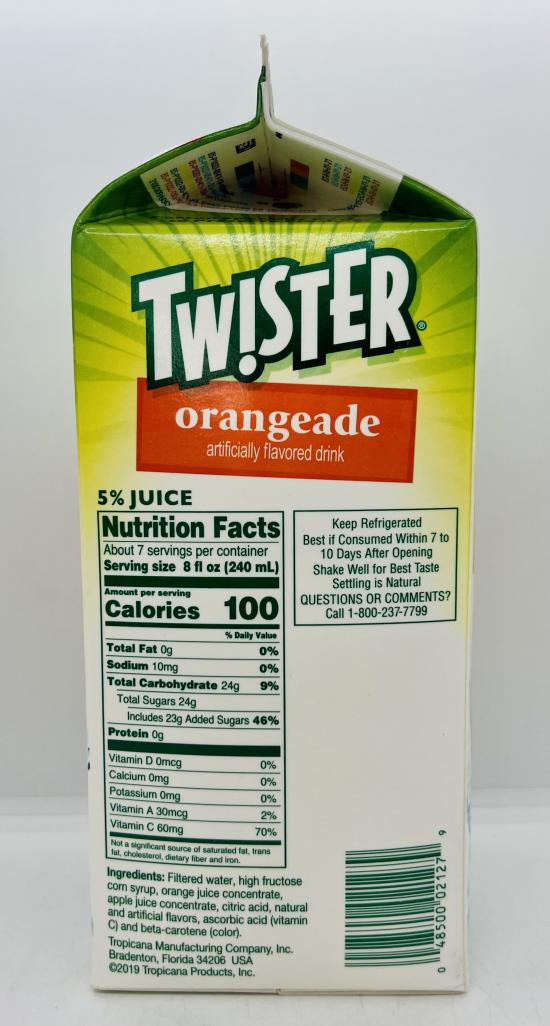 TWISTER®
orangeade
artificially flavored drink
5% JUICE
Nutrition Facts
About 7 servings per container
Serving size 8 fl oz (240 mL)
Amount per serving
Calories 100
% Daily Value
Total Fat 0g 0%
Sodium 10mg 0%
Total Carbohydrate 24g 9%
Total Sugars 24g
Includes 23g Added Sugars 46%
Protein 0g
Vitamin D 0mcg 0%
Calcium 0mg 0%
Potassium 0mg 0%
Vitamin A 30mcg 2%
Vitamin C 60mg 70%
Not a significant source of saturated fat, trans
fat, cholesterol, dietary fiber and iron.
Ingredients: Filtered water, high fructose
corn syrup, orange juice concentrate,
apple juice concentrate, citric acid, natural
and artificial flavors, ascorbic acid (vitamin
C) and beta-carotene (color).
Tropicana Manufacturing Company, Inc.
Bradenton, Florida 34206 USA
©2019 Tropicana Products, Inc.
Keep Refrigerated
Best if Consumed Within 7 to
10 Days After Opening
Shake Well for Best Taste
Settling is Natural
QUESTIONS OR COMMENTS?
Call 1-800-237-7799
0 48500 02127 9